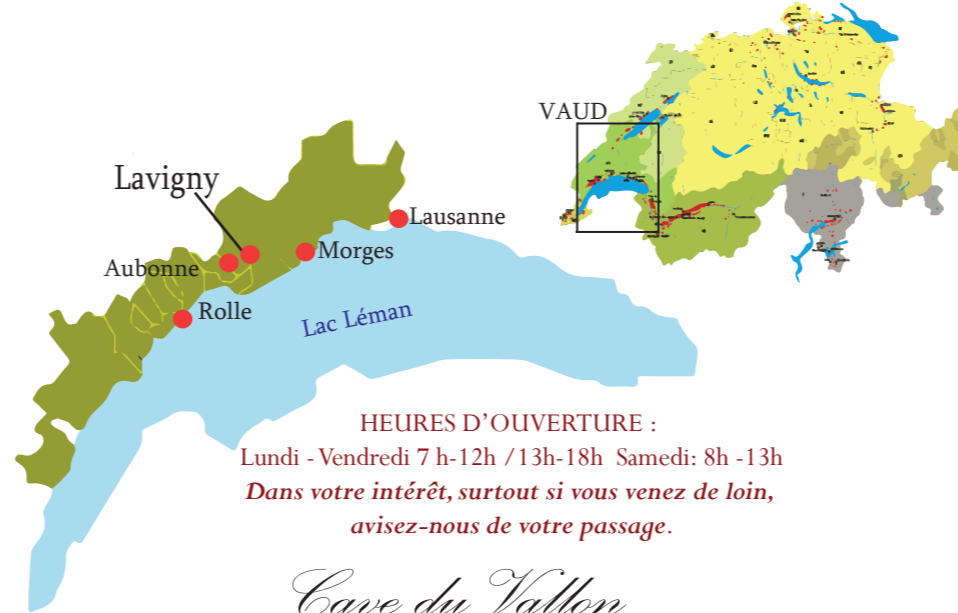 VAUD
Lavigny
Lausanne
Morges
Aubonne
Rolle
Lac Léman
HEURES D'OUVERTURE :
Lundi - Vendredi 7 h-12h / 13h-18h Samedi: 8h -13h
Dans votre intérêt, surtout si vous venez de loin,
avisez-nous de votre passage.
Cave du Vallon